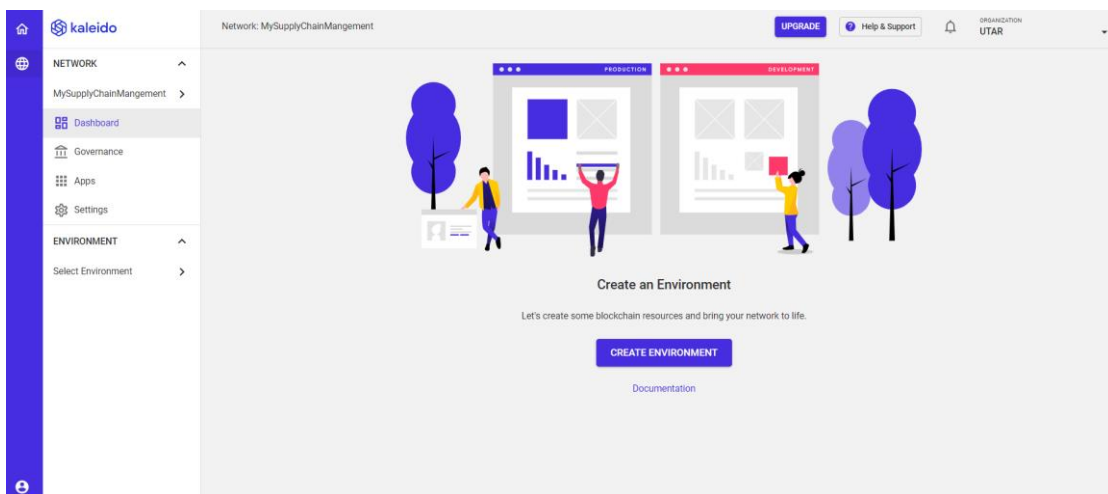 kaleido
Network: MySupplyChainMangement
UPGRADE
Help & Support
ORGANIZATION
UTAR
NETWORK
MySupplyChainMangement
Dashboard
Governance
Apps
Settings
ENVIRONMENT
Select Environment
PRODUCTION
DEVELOPMENT
Create an Environment
Let's create some blockchain resources and bring your network to life.
CREATE ENVIRONMENT
Documentation